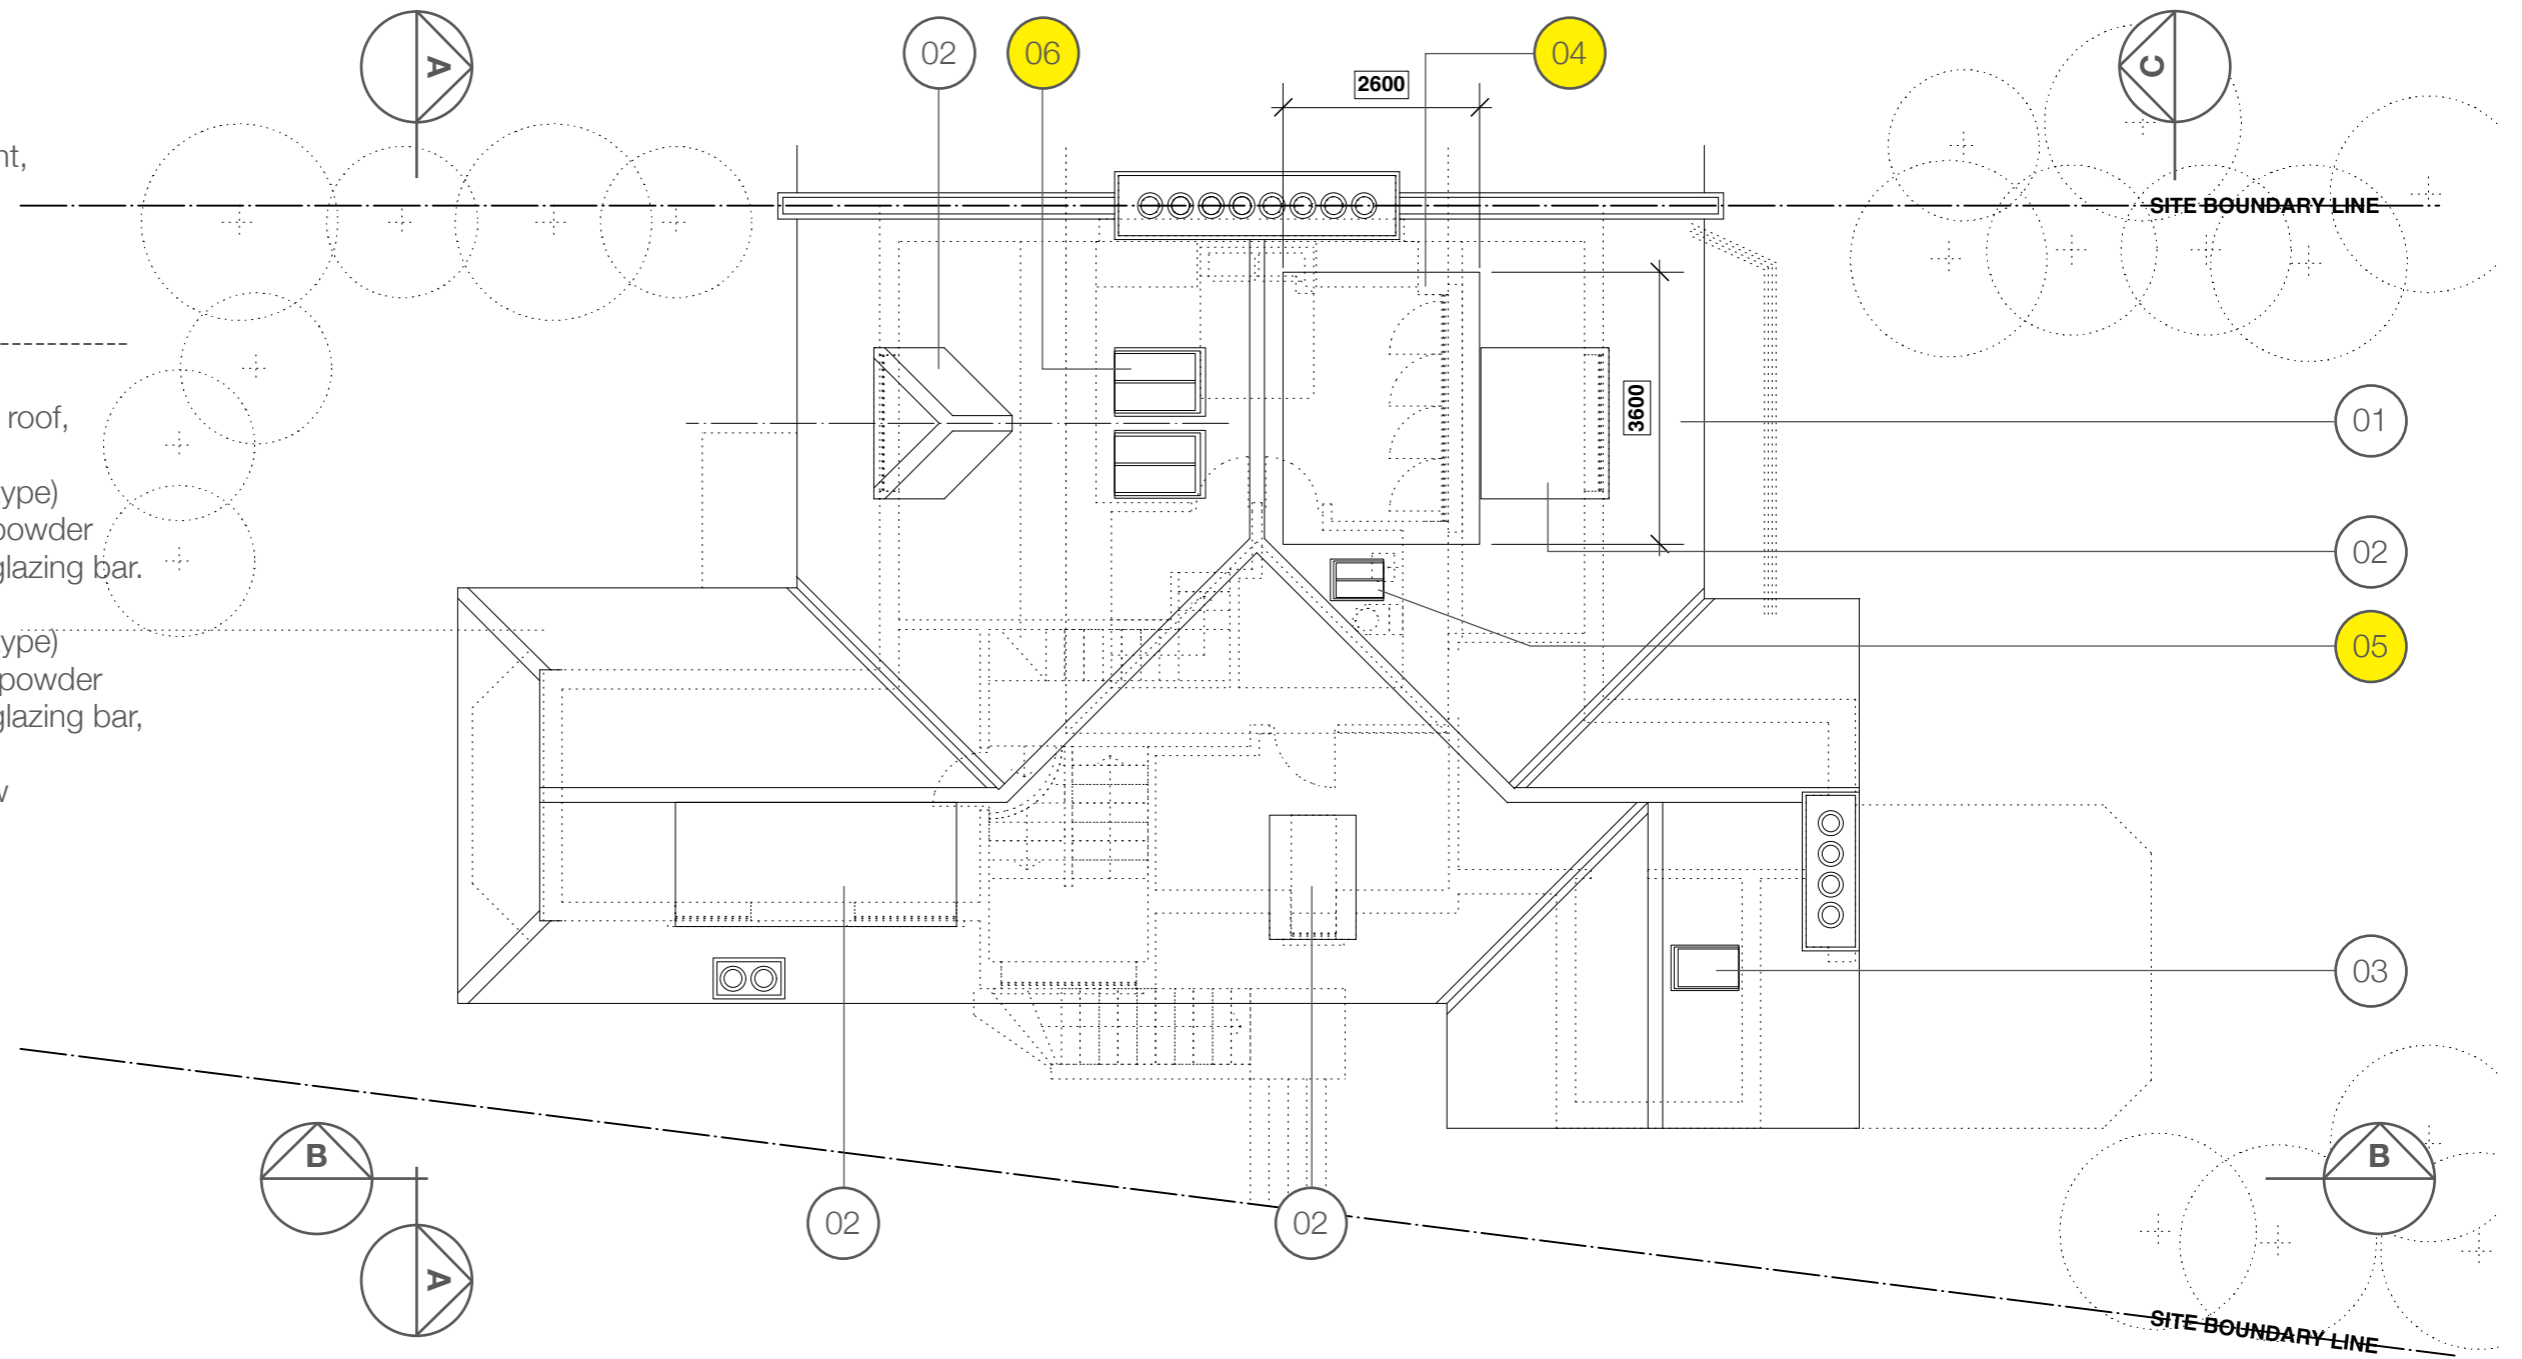 A
02
06
04
C
2600
nt,
SITE BOUNDARY LINE
roof,
3600
01
ype)
powder
glazing bar.
02
ype)
powder
glazing bar,
05
03
B
B
02
02
A
SITE BOUNDARY LINE